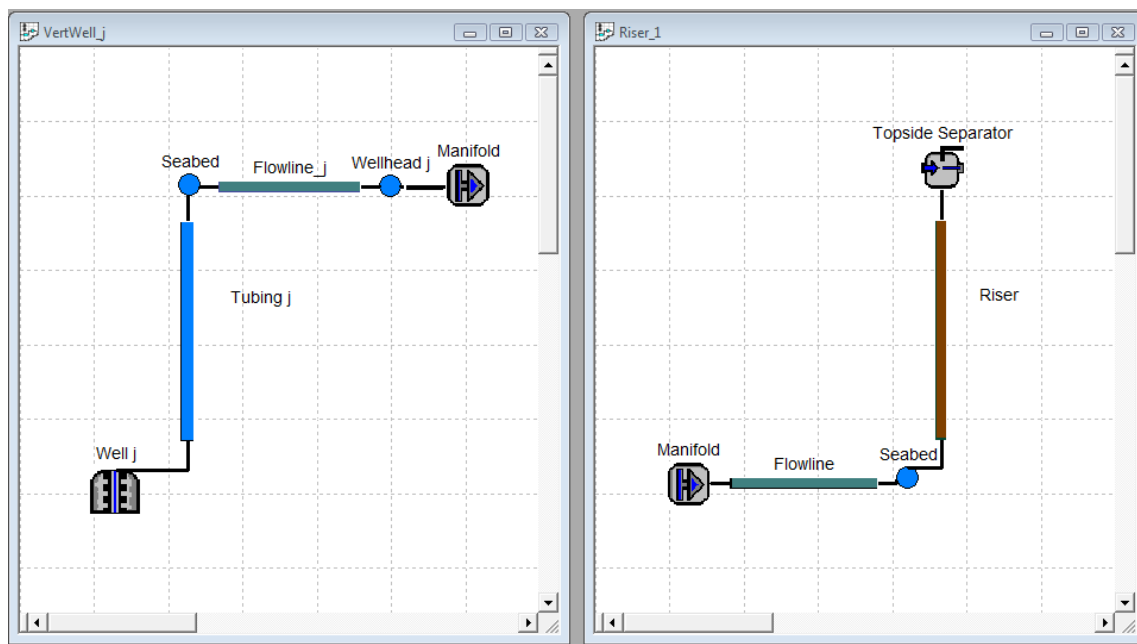 VertWell_j
Seabed
Flowline_j
Wellhead j
Manifold
Tubing j
Well j
Riser_1
Topside Separator
Riser
Manifold
Flowline
Seabed